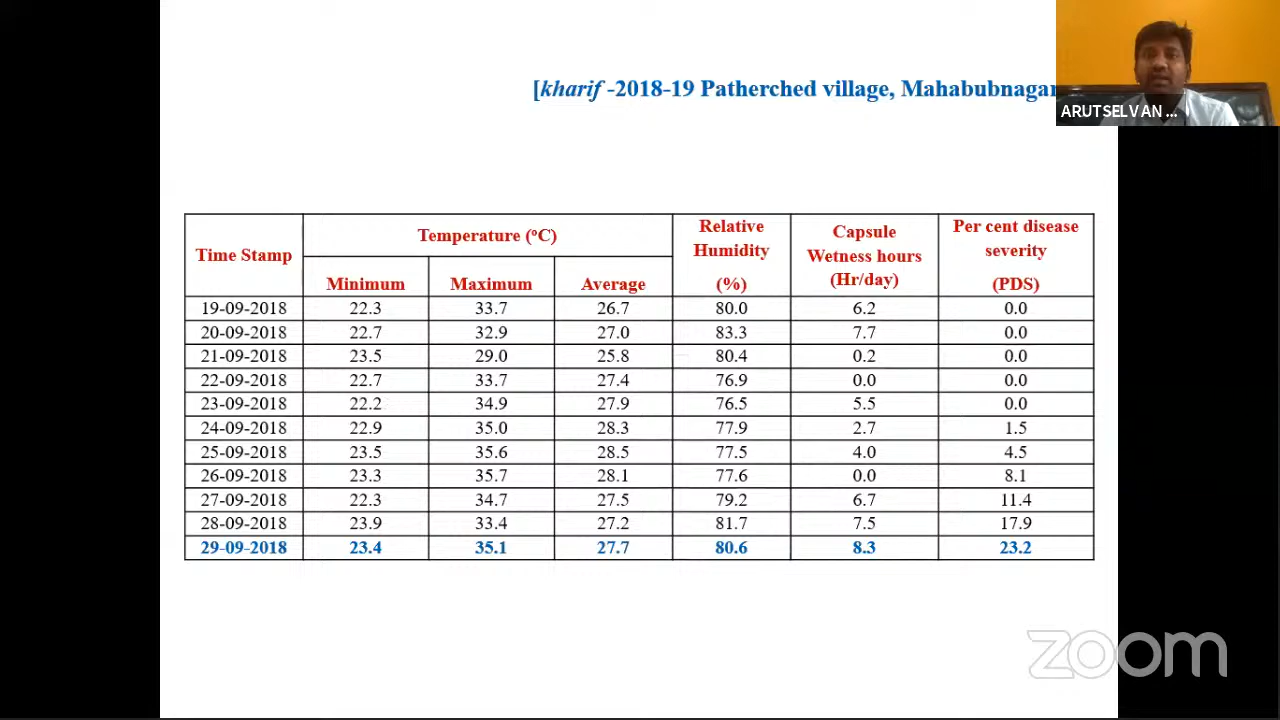 [kharif -2018-19 Patherched village, Mahabubnagar
ARUTSELVAN ...
Time Stamp Temperature (°C) Relative Humidity (%) Capsule Wetness hours (Hr/day) Per cent disease severity (PDS)
Minimum Maximum Average
19-09-2018 22.3 33.7 26.7 80.0 6.2 0.0
20-09-2018 22.7 32.9 27.0 83.3 7.7 0.0
21-09-2018 23.5 29.0 25.8 80.4 0.2 0.0
22-09-2018 22.7 33.7 27.4 76.9 0.0 0.0
23-09-2018 22.2 34.9 27.9 76.5 5.5 0.0
24-09-2018 22.9 35.0 28.3 77.9 2.7 1.5
25-09-2018 23.5 35.6 28.5 77.5 4.0 4.5
26-09-2018 23.3 35.7 28.1 77.6 0.0 8.1
27-09-2018 22.3 34.7 27.5 79.2 6.7 11.4
28-09-2018 23.9 33.4 27.2 81.7 7.5 17.9
29-09-2018 23.4 35.1 27.7 80.6 8.3 23.2
zoom